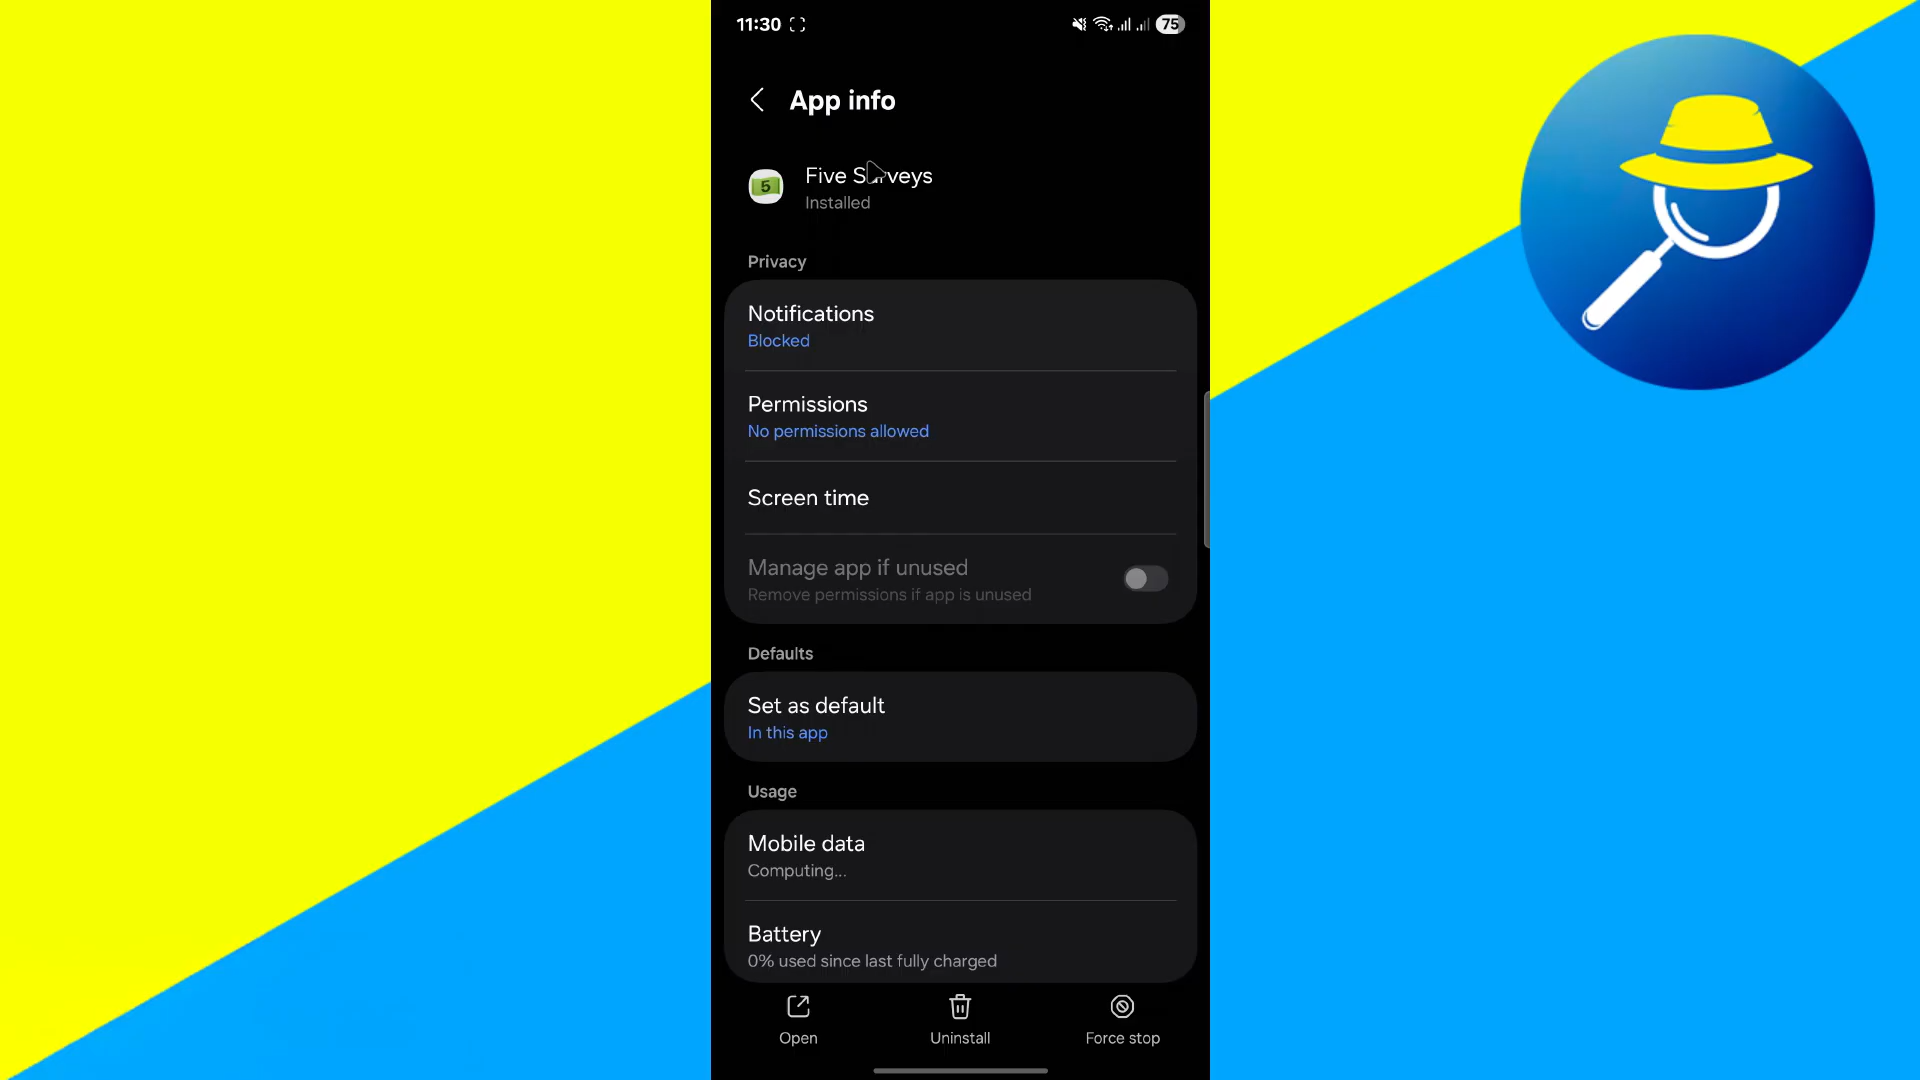 11:30
75
App info
5
Five Surveys
Installed
Privacy
Notifications
Blocked
Permissions
No permissions allowed
Screen time
Manage app if unused
Remove permissions if app is unused
Defaults
Set as default
In this app
Usage
Mobile data
Computing...
Battery
0% used since last fully charged
Open
Uninstall
Force stop